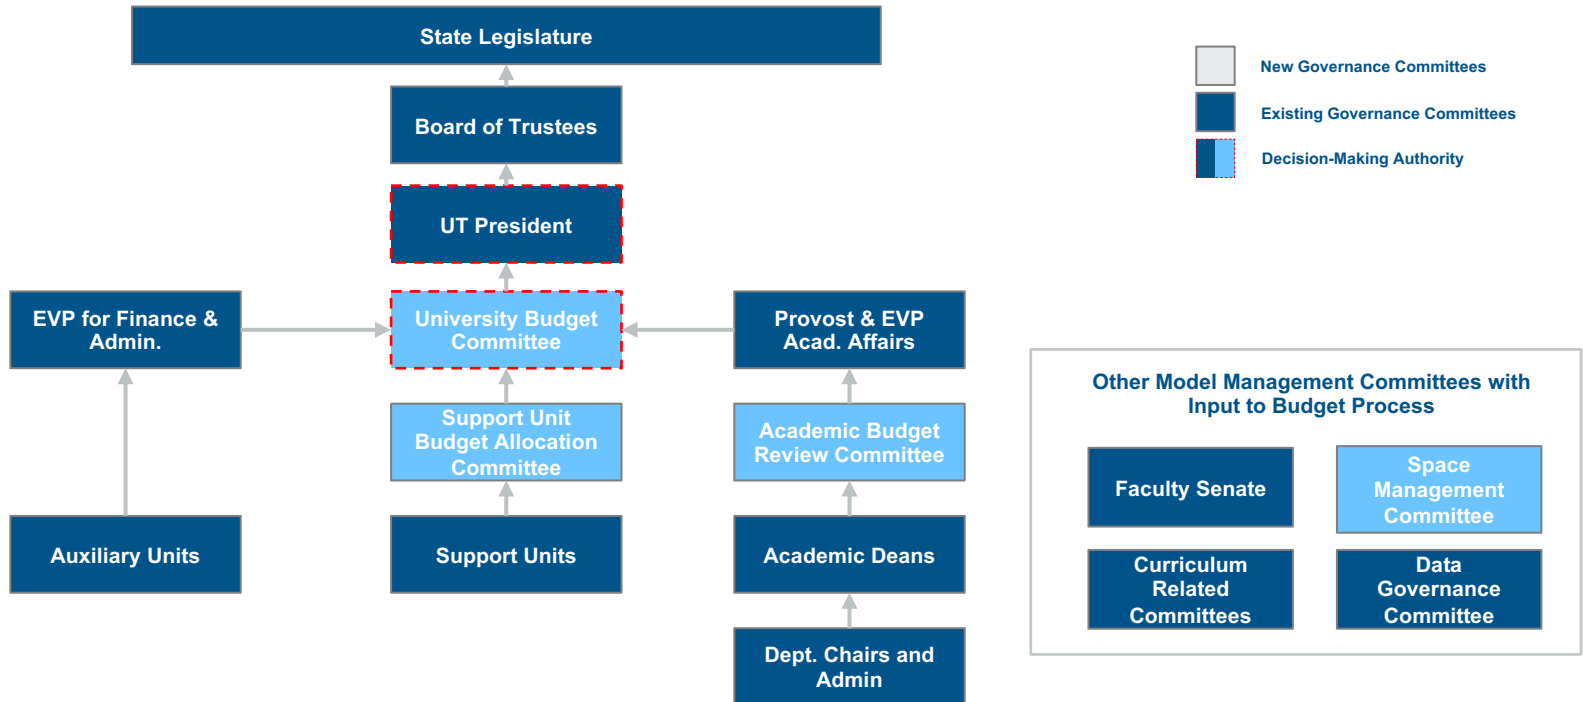 State Legislature
New Governance Committees
Existing Governance Committees
Decision-Making Authority
Board of Trustees
UT President
EVP for Finance &
Admin.
University Budget
Committee
Provost & EVP
Acad. Affairs
Support Unit
Budget Allocation
Committee
Academic Budget
Review Committee
Auxiliary Units
Support Units
Academic Deans
Dept. Chairs and
Admin
Other Model Management Committees with
Input to Budget Process
Faculty Senate
Space
Management
Committee
Curriculum
Related
Committees
Data
Governance
Committee